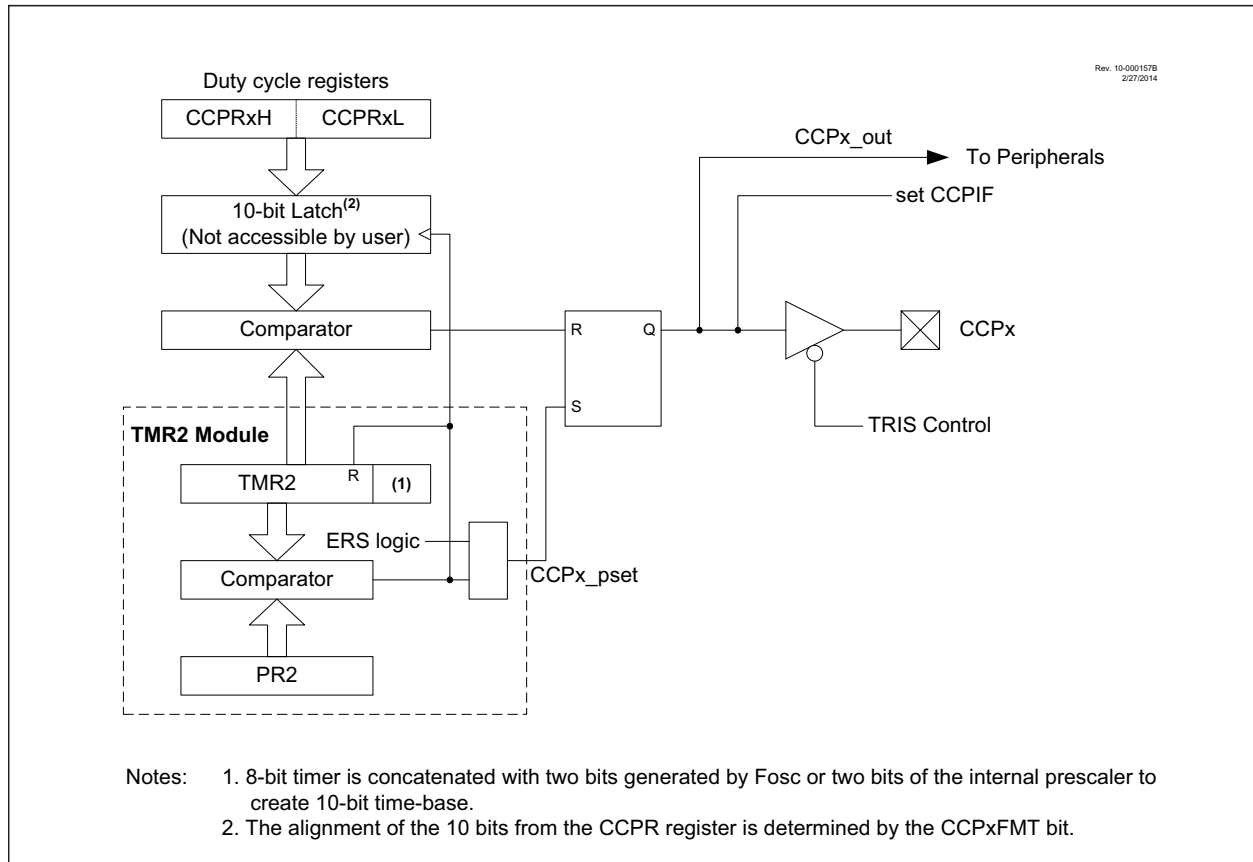 Rev. 10-000157B
2/27/2014
Duty cycle registers
CCPRxH CCPRxL
CCPx_out
To Peripherals
set CCPIF
10-bit Latch(2)
(Not accessible by user)
Comparator
R Q
CCPx
S
TRIS Control
TMR2 Module
TMR2 R (1)
ERS logic
Comparator
CCPx_pset
PR2
Notes: 1. 8-bit timer is concatenated with two bits generated by Fosc or two bits of the internal prescaler to
create 10-bit time-base.
2. The alignment of the 10 bits from the CCPR register is determined by the CCPxFMT bit.